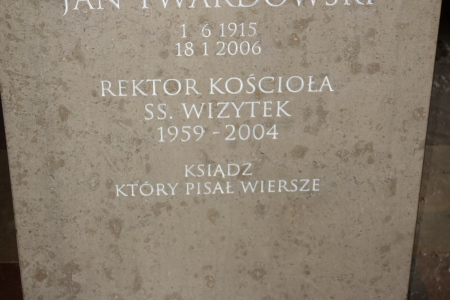 JAN TWARDOWSKI
1 6 1915
18 1 2006
REKTOR KOŚCIOŁA
SS. WIZYTEK
1959 - 2004
KSIĄDZ
KTÓRY PISAŁ WIERSZE